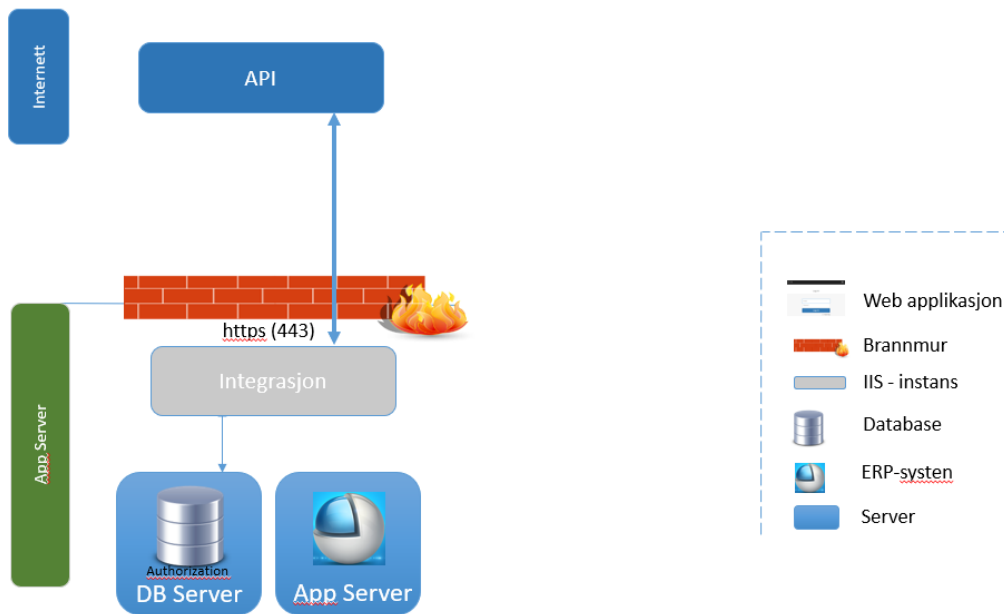 Internett
API
https (443)
Integrasjon
App Server
Authorization
DB Server
App Server
Web applikasjon
Brannmur
IIS - instans
Database
ERP-systen
Server